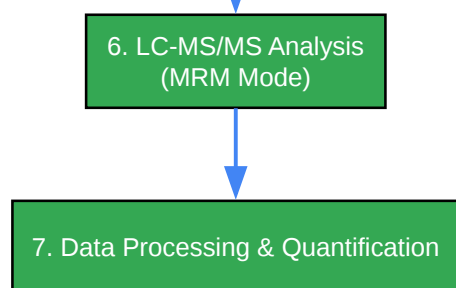 6. LC-MS/MS Analysis
(MRM Mode)
7. Data Processing & Quantification